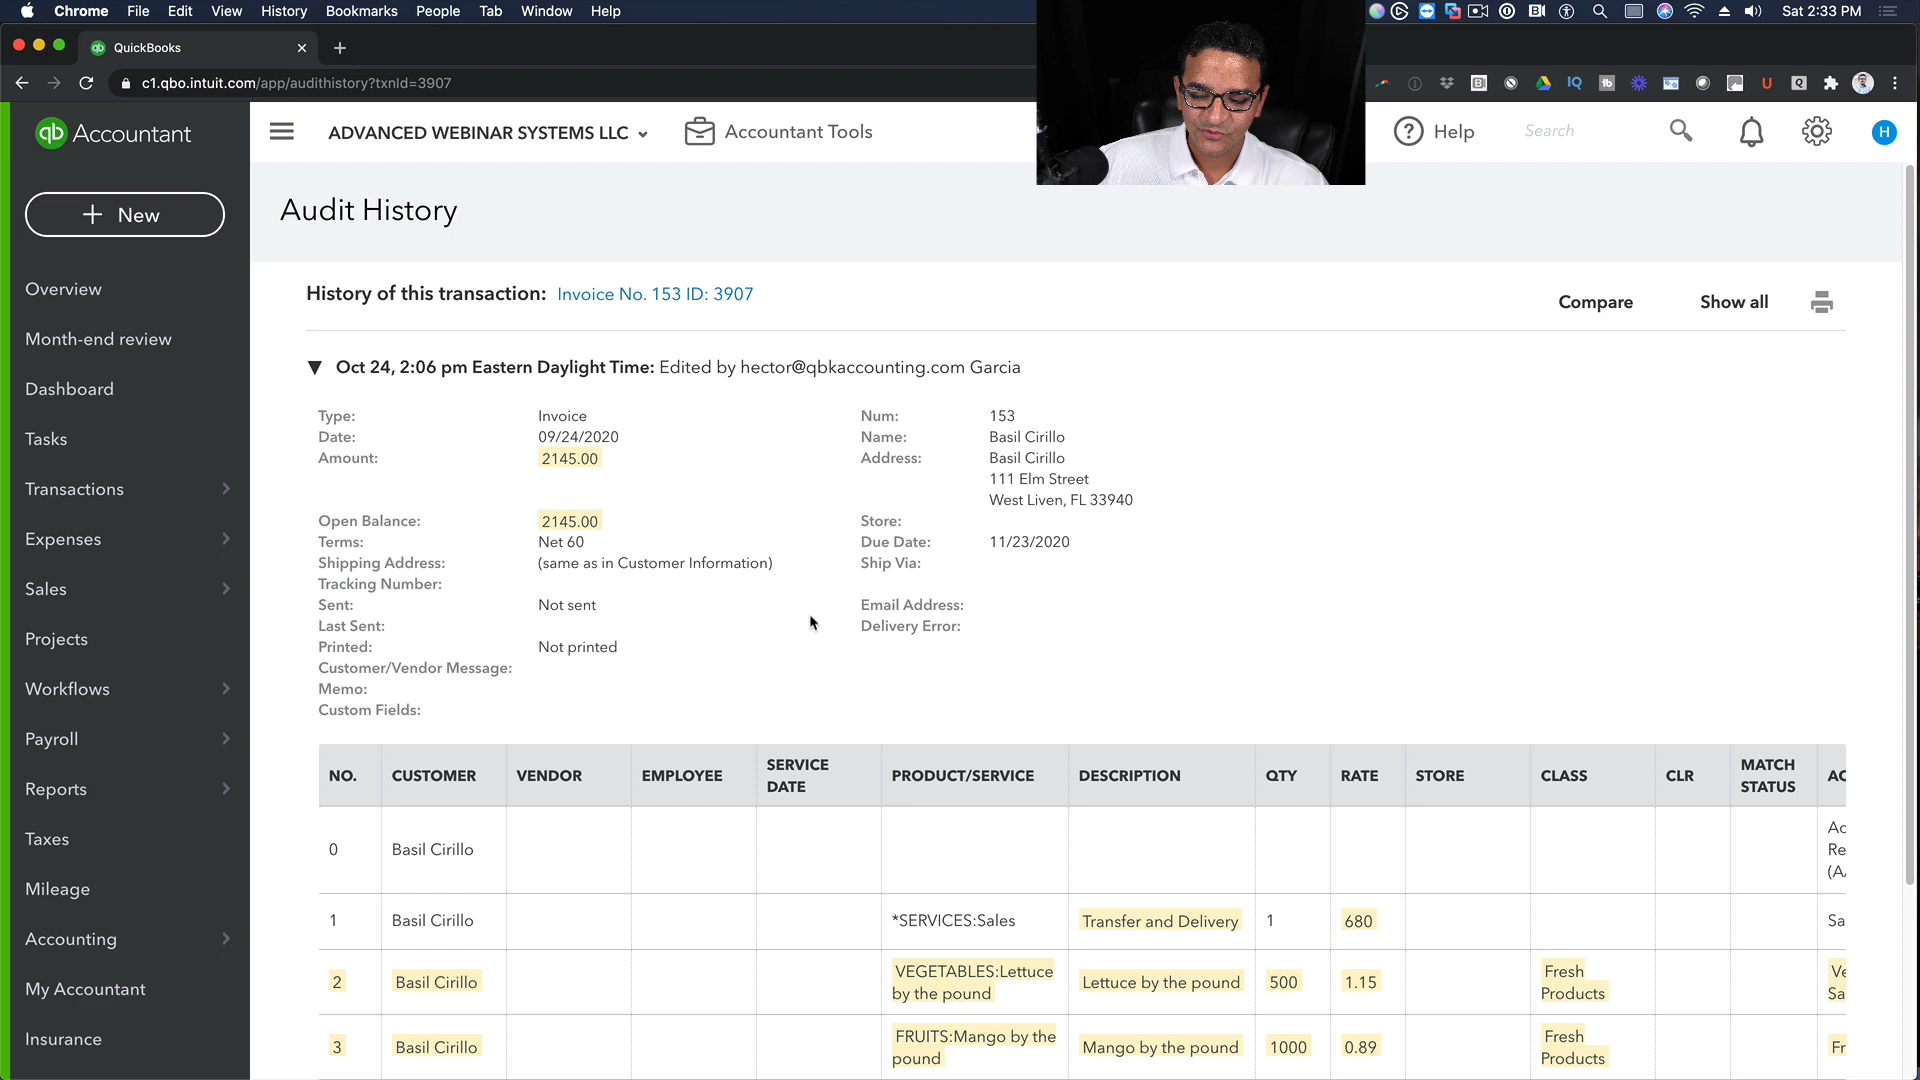 Chrome File Edit View History Bookmarks People Tab Window Help
Sat 2:33 PM
QuickBooks
c1.qbo.intuit.com/app/audithistory?txnId=3907
qb Accountant
ADVANCED WEBINAR SYSTEMS LLC
Accountant Tools
Help
Search
H
+ New
Audit History
Overview
Month-end review
Dashboard
Tasks
Transactions
Expenses
Sales
Projects
Workflows
Payroll
Reports
Taxes
Mileage
Accounting
My Accountant
Insurance
History of this transaction: Invoice No. 153 ID: 3907
Compare Show all
Oct 24, 2:06 pm Eastern Daylight Time: Edited by hector@qbkaccounting.com Garcia
Type: Invoice Num: 153
Date: 09/24/2020 Name: Basil Cirillo
Amount: 2145.00 Address: Basil Cirillo
111 Elm Street
West Liven, FL 33940
Open Balance: 2145.00 Store:
Terms: Net 60 Due Date: 11/23/2020
Shipping Address: (same as in Customer Information) Ship Via:
Tracking Number:
Sent: Not sent Email Address:
Last Sent: Delivery Error:
Printed: Not printed
Customer/Vendor Message:
Memo:
Custom Fields:
NO. CUSTOMER VENDOR EMPLOYEE SERVICE DATE PRODUCT/SERVICE DESCRIPTION QTY RATE STORE CLASS CLR MATCH STATUS AC
0 Basil Cirillo Ac
Re
(A/
1 Basil Cirillo *SERVICES:Sales Transfer and Delivery 1 680 Sa
2 Basil Cirillo VEGETABLES:Lettuce by the pound Lettuce by the pound 500 1.15 Fresh Products Ve
Sa
3 Basil Cirillo FRUITS:Mango by the pound Mango by the pound 1000 0.89 Fresh Products Fr